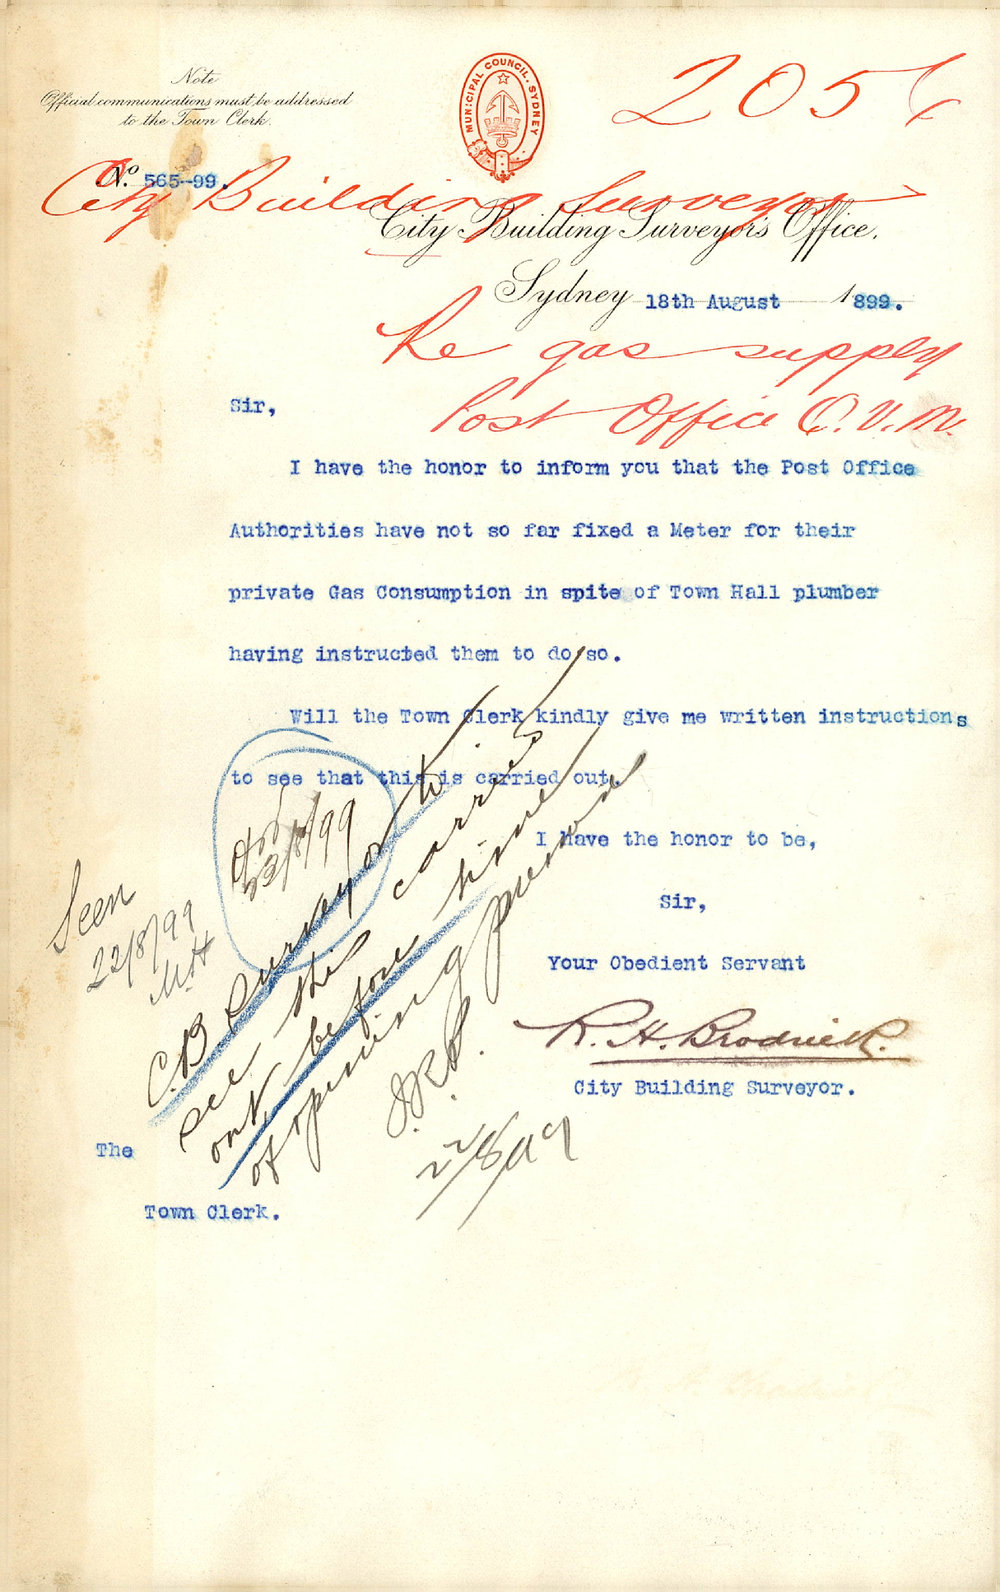 Note
Official communications must be addressed
to the Town Clerk.
MUNICIPAL COUNCIL. SYDNEY
205
No. 565--99.
City Building Surveyor
City Building Surveyor's Office.
Sydney 18th August 1899.
Re gas supply
Post Office Q.V.M.
Sir,
I have the honor to inform you that the Post Office
Authorities have not so far fixed a Meter for their
private Gas Consumption in spite of Town Hall plumber
having instructed them to do so.
Will the Town Clerk kindly give me written instructions
to see that this is carried out.
I have the honor to be,
Sir,
Your Obedient Servant
R. H. Brodrick.
City Building Surveyor.
The
Town Clerk.
Seen
22/8/99
23/8/99
C.B Surveyor to
see this carried
out before time
of opening
22/8/99